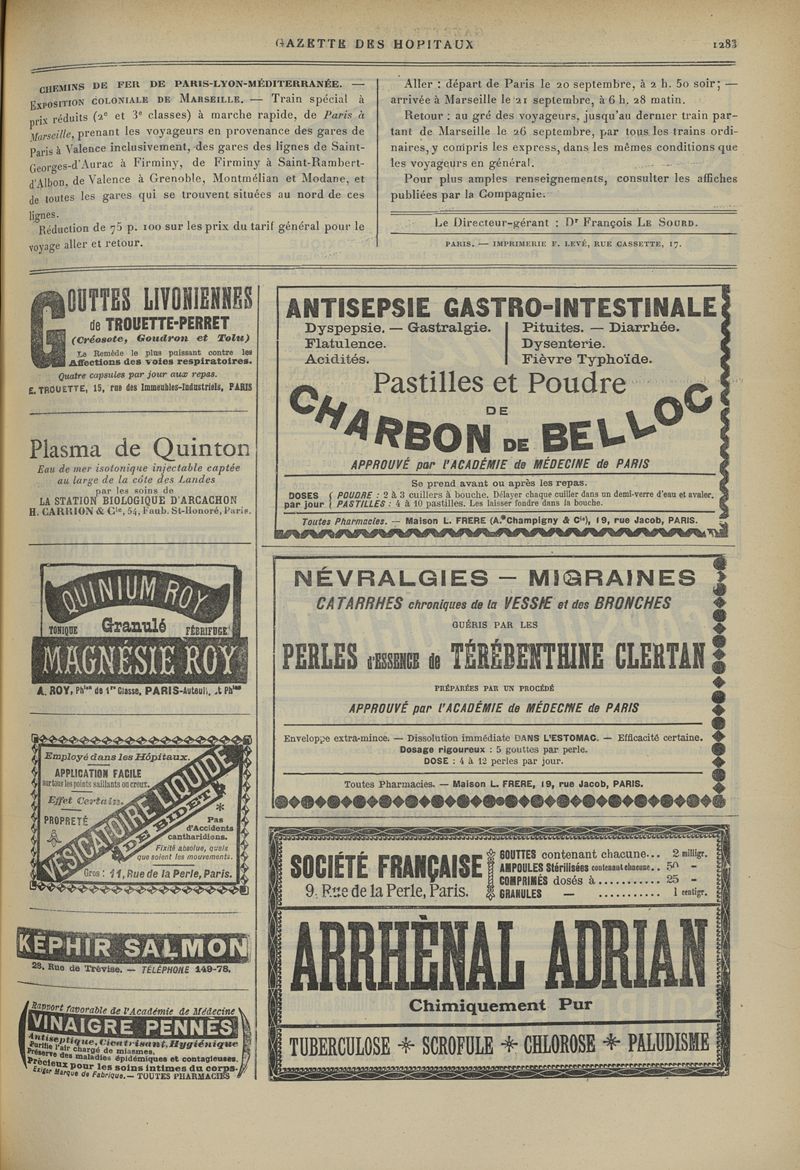 GAZETTE DES HOPITAUX
1283
CHEMINS DE FER DE PARIS-LYON-MÉDITERRANÉE. —
EXPOSITION COLONIALE DE MARSEILLE. — Train spécial à
prix réduits (2e et 3e classes) à marche rapide, de Paris à
Marseille, prenant les voyageurs en provenance des gares de
Paris à Valence inclusivement, des gares des lignes de Saint-
Georges-d'Aurac à Firminy, de Firminy à Saint-Rambert-
d'Albon, de Valence à Grenoble, Montmélian et Modane, et
de toutes les gares qui se trouvent situées au nord de ces
lignes.
Réduction de 75 p. 100 sur les prix du tarif général pour le
voyage aller et retour.
Aller : départ de Paris le 20 septembre, à 2 h. 50 soir; —
arrivée à Marseille le 21 septembre, à 6 h. 28 matin.
Retour : au gré des voyageurs, jusqu'au dernier train par-
tant de Marseille le 26 septembre, par tous les trains ordi-
naires, y compris les express, dans les mêmes conditions que
les voyageurs en général.
Pour plus amples renseignements, consulter les affiches
publiées par la Compagnie.
Le Directeur-gérant : Dr François LE SOURD.
PARIS. — IMPRIMERIE F. LEVÉ, RUE CASSETTE, 17.
GOUTTES LIVONIENNES
de TROUETTE-PERRET
(Créosote, Goudron et Tolu)
Le Remède le plus puissant contre les
Affections des voies respiratoires.
Quatre capsules par jour aux repas.
E. TROUETTE, 15, rue des Immeubles-Industriels, PARIS
Plasma de Quinton
Eau de mer isotonique injectable captée
au large de la côte des Landes
par les soins de
LA STATION BIOLOGIQUE D'ARCACHON
H. CARRION & Cie, 54, Faub. St-Honoré, Paris.
QUINIUM ROY
TONIQUE Granulé FÉBRIFUGE
MAGNÉSIE ROY
A. ROY, Phien de 1re Classe, PARIS-Auteuil, et Phies
Employé dans les Hôpitaux.
APPLICATION FACILE
sur tous les points saillants ou creux.
Effet Certain.
PROPRETÉ
VÉSICATOIRE LIQUIDE
DE BIDET
Pas
d'Accidents
cantharidiens.
Fixité absolue, quels
que soient les mouvements.
Gros : 11, Rue de la Perle, Paris.
KÉPHIR SALMON
28, Rue de Trévise. — TÉLÉPHONE 149-78.
Rapport favorable de l'Académie de Médecine
VINAIGRE PENNÈS
Antiseptique, Cicatrisant, Hygiénique
Purifie l'air chargé de miasmes.
Préserve des maladies épidémiques et contagieuses.
Précieux pour les soins intimes du corps.
Exiger Marque de Fabrique. — TOUTES PHARMACIES
ANTISEPSIE GASTRO-INTESTINALE
Dyspepsie. — Gastralgie.
Flatulence.
Acidités.
Pituites. — Diarrhée.
Dysenterie.
Fièvre Typhoïde.
Pastilles et Poudre
DE
CHARBON DE BELLOC
APPROUVÉ par l'ACADÉMIE de MÉDECINE de PARIS
Se prend avant ou après les repas.
DOSES par jour { POUDRE : 2 à 3 cuillers à bouche. Délayer chaque cuiller dans un demi-verre d'eau et avaler.
PASTILLES : 4 à 10 pastilles. Les laisser fondre dans la bouche.
Toutes Pharmacies. — Maison L. FRERE (A. Champigny & Cie), 19, rue Jacob, PARIS.
NÉVRALGIES — MIGRAINES
CATARRHES chroniques de la VESSIE et des BRONCHES
GUÉRIS PAR LES
PERLES d'ESSENCE de TÉRÉBENTHINE CLERTAN
PRÉPARÉES PAR UN PROCÉDÉ
APPROUVÉ par l'ACADÉMIE de MÉDECINE de PARIS
Enveloppe extra-mince. — Dissolution immédiate DANS L'ESTOMAC. — Efficacité certaine.
Dosage rigoureux : 5 gouttes par perle.
DOSE : 4 à 12 perles par jour.
Toutes Pharmacies. — Maison L. FRERE, 19, rue Jacob, PARIS.
SOCIÉTÉ FRANÇAISE
9, Rue de la Perle, Paris.
GOUTTES contenant chacune... 2 milligr.
AMPOULES Stérilisées contenant chacune.. 50 —
COMPRIMÉS dosés à........... 25 —
GRANULES — ........... 1 centigr.
ARRHÉNAL ADRIAN
Chimiquement Pur
TUBERCULOSE * SCROFULE * CHLOROSE * PALUDISME